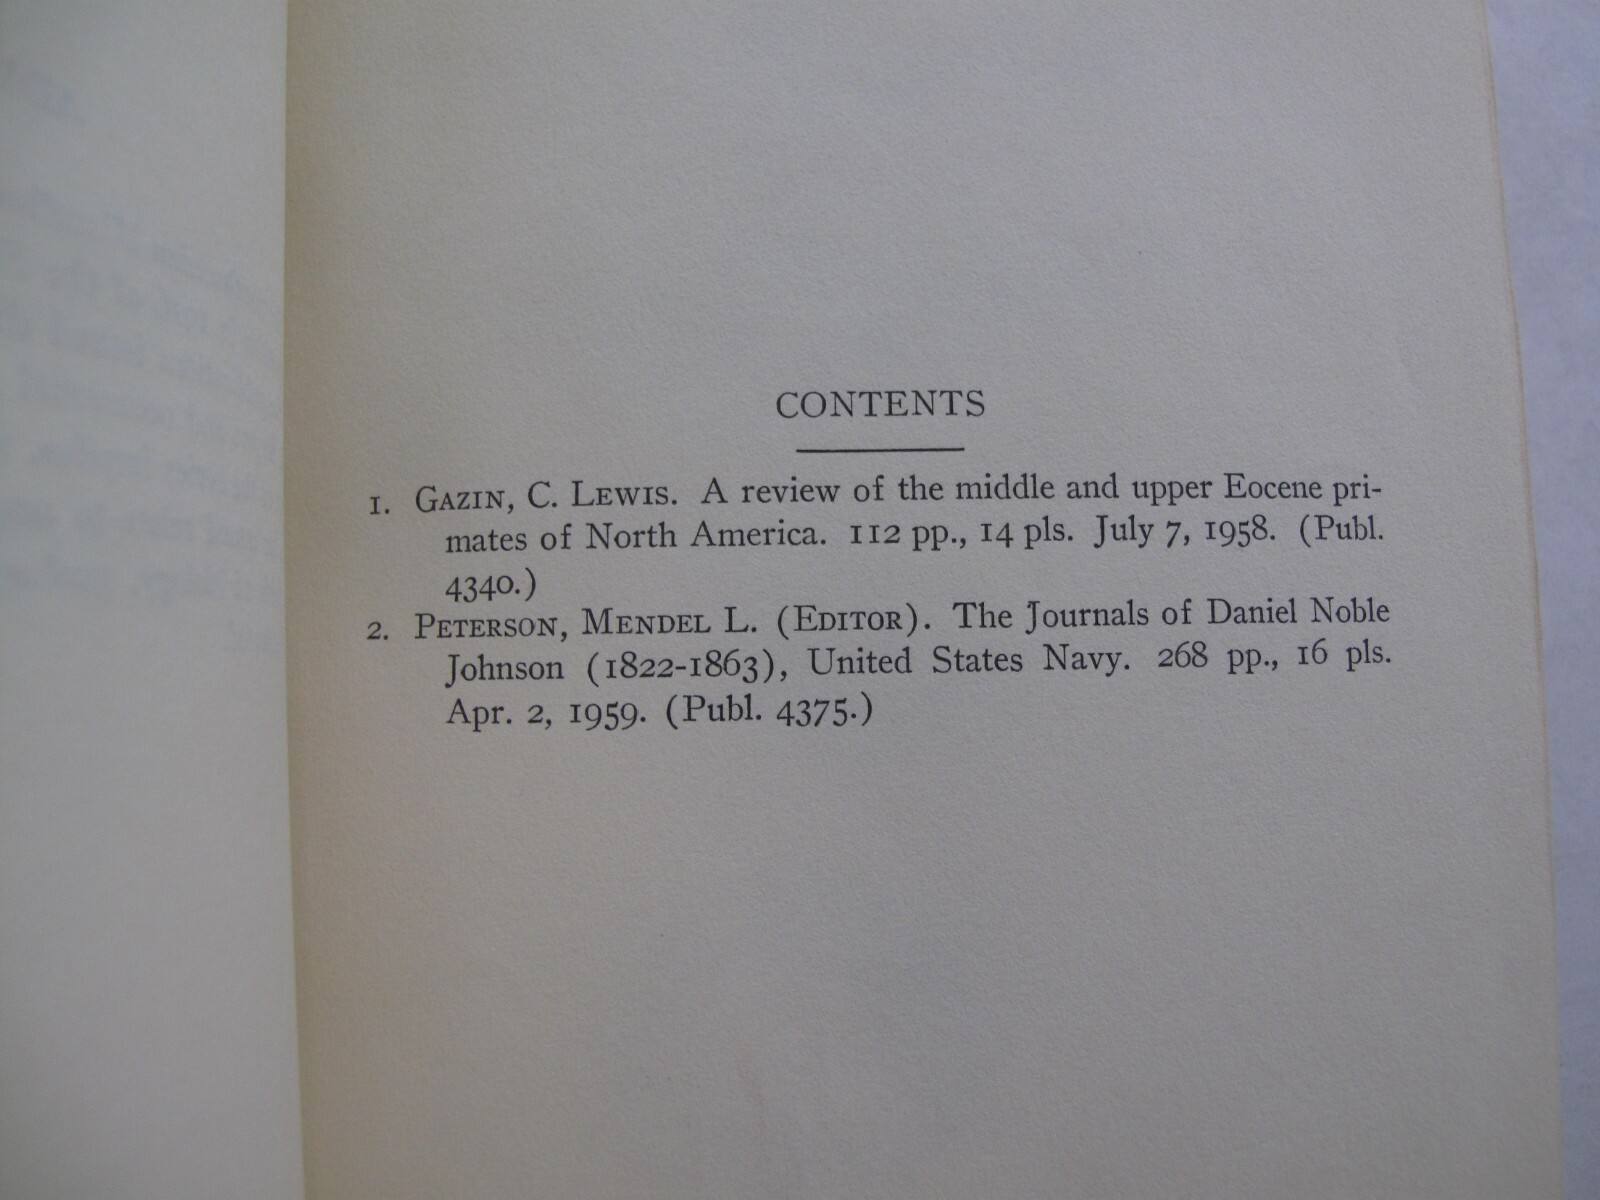 CONTENTS
1. GAZIN, C. LEWIS. A review of the middle and upper Eocene pri-
mates of North America. 112 pp., 14 pls. July 7, 1958. (Publ.
4340.)
2. PETERSON, MENDEL L. (EDITOR). The Journals of Daniel Noble
Johnson (1822-1863), United States Navy. 268 pp., 16 pls.
Apr. 2, 1959. (Publ. 4375.)